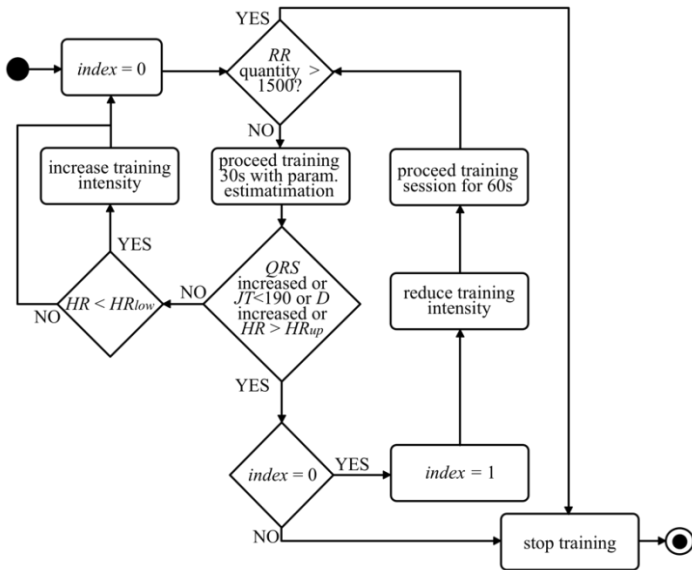 YES
RR
quantity >
1500?
index = 0
NO
increase training
intensity
proceed training
30s with param.
estimatimation
proceed training
session for 60s
YES
QRS
increased or
JT<190 or D
increased or
HR > HRup
NO
HR < HRlow
NO
reduce training
intensity
YES
index = 0
YES
index = 1
NO
stop training